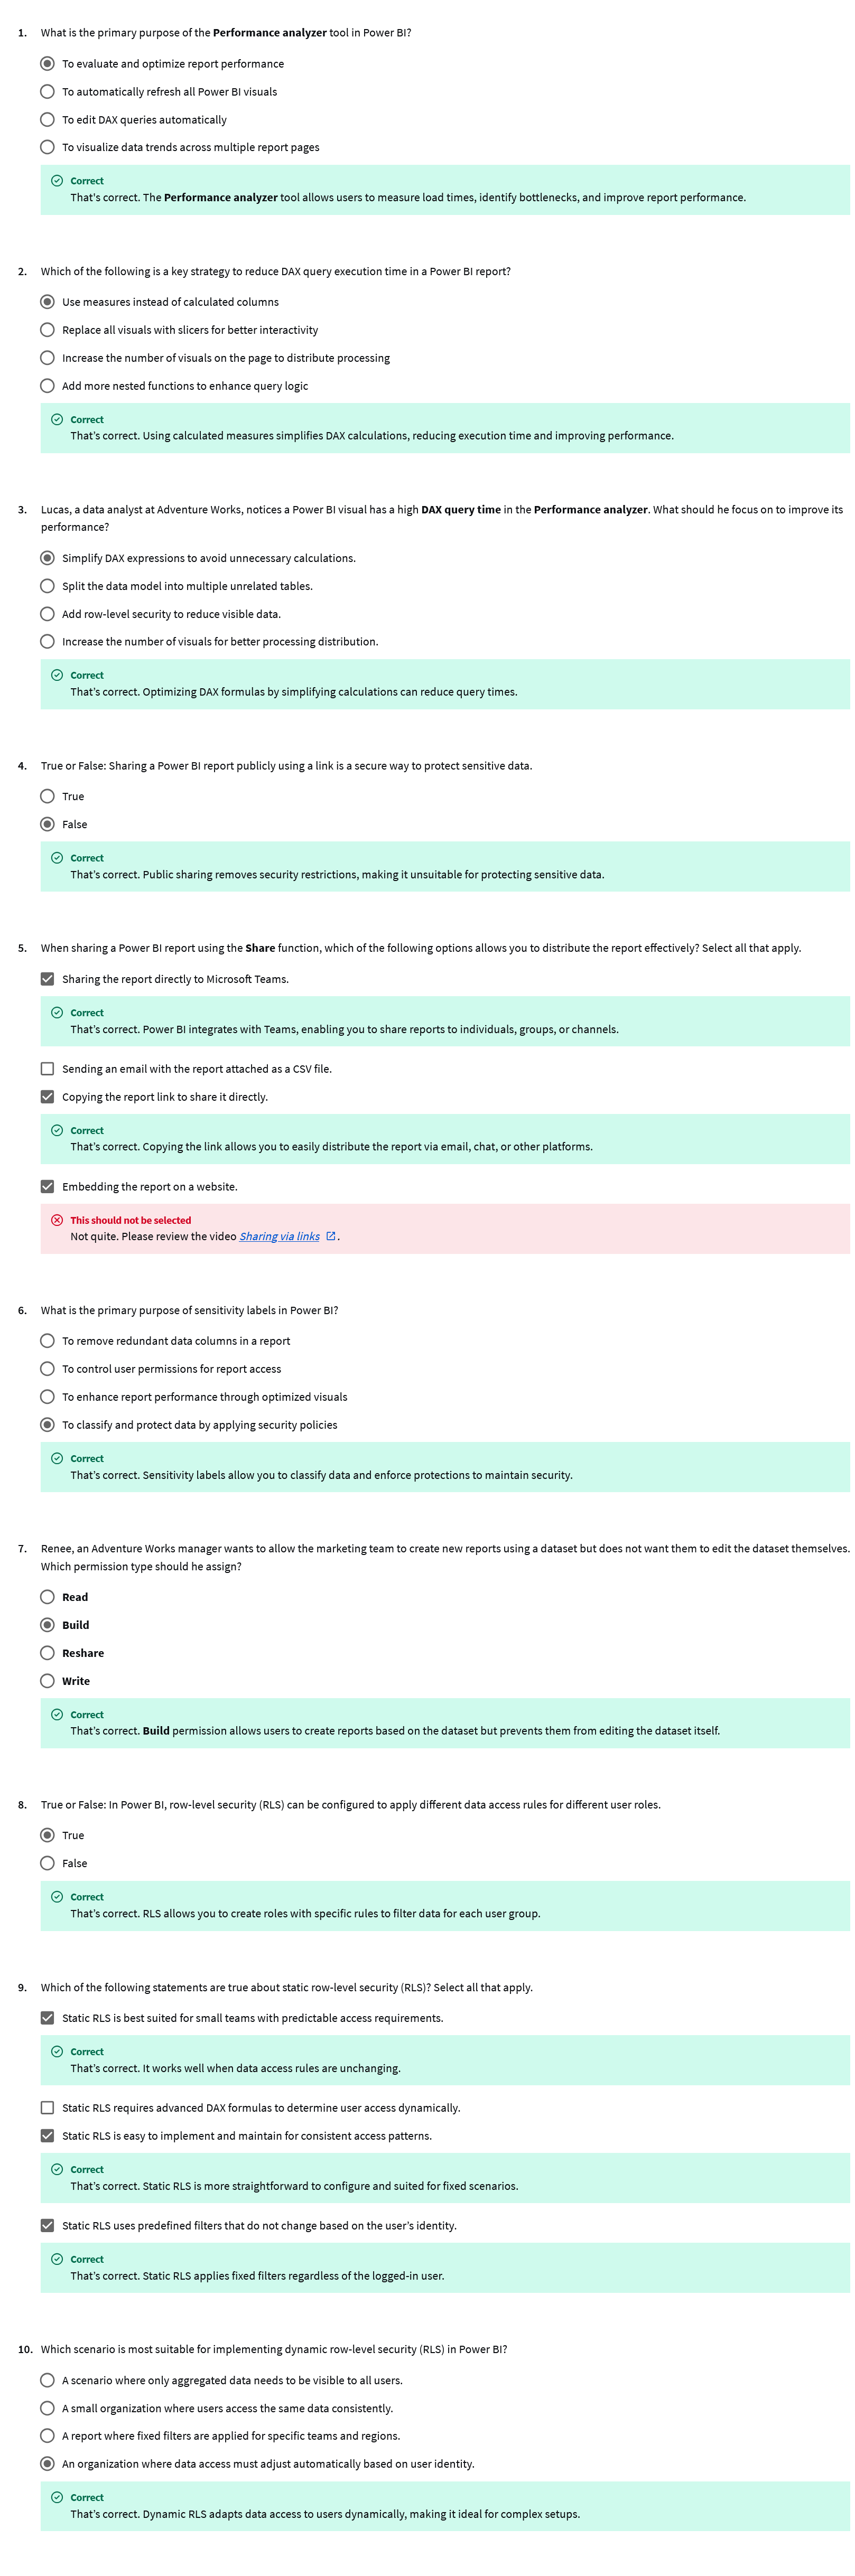 1. What is the primary purpose of the Performance analyzer tool in Power BI?
To evaluate and optimize report performance
To automatically refresh all Power BI visuals
To edit DAX queries automatically
To visualize data trends across multiple report pages
Correct
That's correct. The Performance analyzer tool allows users to measure load times, identify bottlenecks, and improve report performance.
2. Which of the following is a key strategy to reduce DAX query execution time in a Power BI report?
Use measures instead of calculated columns
Replace all visuals with slicers for better interactivity
Increase the number of visuals on the page to distribute processing
Add more nested functions to enhance query logic
Correct
That's correct. Using calculated measures simplifies DAX calculations, reducing execution time and improving performance.
3. Lucas, a data analyst at Adventure Works, notices a Power BI visual has a high DAX query time in the Performance analyzer. What should he focus on to improve its
performance?
Simplify DAX expressions to avoid unnecessary calculations.
Split the data model into multiple unrelated tables.
Add row-level security to reduce visible data.
Increase the number of visuals for better processing distribution.
Correct
That's correct. Optimizing DAX formulas by simplifying calculations can reduce query times.
4. True or False: Sharing a Power BI report publicly using a link is a secure way to protect sensitive data.
True
False
Correct
That's correct. Public sharing removes security restrictions, making it unsuitable for protecting sensitive data.
5. When sharing a Power BI report using the Share function, which of the following options allows you to distribute the report effectively? Select all that apply.
Sharing the report directly to Microsoft Teams.
Correct
That's correct. Power BI integrates with Teams, enabling you to share reports to individuals, groups, or channels.
Sending an email with the report attached as a CSV file.
Copying the report link to share it directly.
Correct
That's correct. Copying the link allows you to easily distribute the report via email, chat, or other platforms.
Embedding the report on a website.
This should not be selected
Not quite. Please review the video Sharing via links .
6. What is the primary purpose of sensitivity labels in Power BI?
To remove redundant data columns in a report
To control user permissions for report access
To enhance report performance through optimized visuals
To classify and protect data by applying security policies
Correct
That's correct. Sensitivity labels allow you to classify data and enforce protections to maintain security.
7. Renee, an Adventure Works manager wants to allow the marketing team to create new reports using a dataset but does not want them to edit the dataset themselves.
Which permission type should he assign?
Read
Build
Reshare
Write
Correct
That's correct. Build permission allows users to create reports based on the dataset but prevents them from editing the dataset itself.
8. True or False: In Power BI, row-level security (RLS) can be configured to apply different data access rules for different user roles.
True
False
Correct
That's correct. RLS allows you to create roles with specific rules to filter data for each user group.
9. Which of the following statements are true about static row-level security (RLS)? Select all that apply.
Static RLS is best suited for small teams with predictable access requirements.
Correct
That's correct. It works well when data access rules are unchanging.
Static RLS requires advanced DAX formulas to determine user access dynamically.
Static RLS is easy to implement and maintain for consistent access patterns.
Correct
That's correct. Static RLS is more straightforward to configure and suited for fixed scenarios.
Static RLS uses predefined filters that do not change based on the user's identity.
Correct
That's correct. Static RLS applies fixed filters regardless of the logged-in user.
10. Which scenario is most suitable for implementing dynamic row-level security (RLS) in Power BI?
A scenario where only aggregated data needs to be visible to all users.
A small organization where users access the same data consistently.
A report where fixed filters are applied for specific teams and regions.
An organization where data access must adjust automatically based on user identity.
Correct
That's correct. Dynamic RLS adapts data access to users dynamically, making it ideal for complex setups.